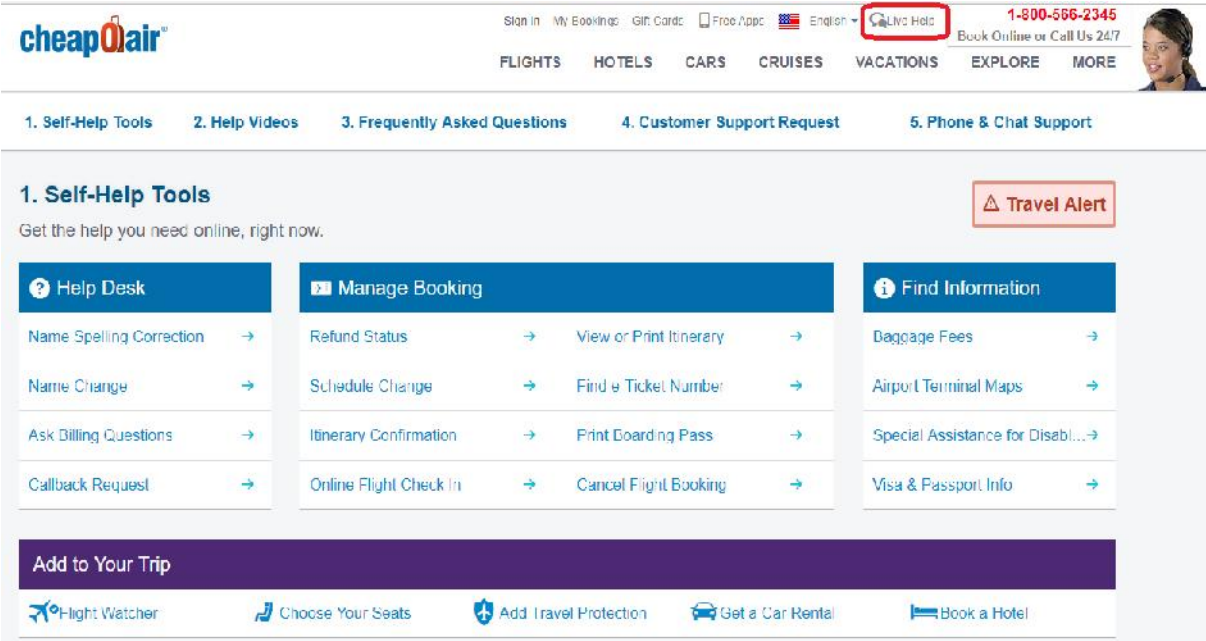 cheapOair®
Sign In My Bookings Gift Cards Free Apps English Live Help
1-800-566-2345
Book Online or Call Us 24/7
FLIGHTS HOTELS CARS CRUISES VACATIONS EXPLORE MORE
1. Self-Help Tools 2. Help Videos 3. Frequently Asked Questions 4. Customer Support Request 5. Phone & Chat Support
1. Self-Help Tools
Travel Alert
Get the help you need online, right now.
Help Desk
Name Spelling Correction
Name Change
Ask Billing Questions
Callback Request
Manage Booking
Refund Status View or Print Itinerary
Schedule Change Find e Ticket Number
Itinerary Confirmation Print Boarding Pass
Online Flight Check In Cancel Flight Booking
Find Information
Baggage Fees
Airport Terminal Maps
Special Assistance for Disabl...
Visa & Passport Info
Add to Your Trip
Flight Watcher Choose Your Seats Add Travel Protection Get a Car Rental Book a Hotel